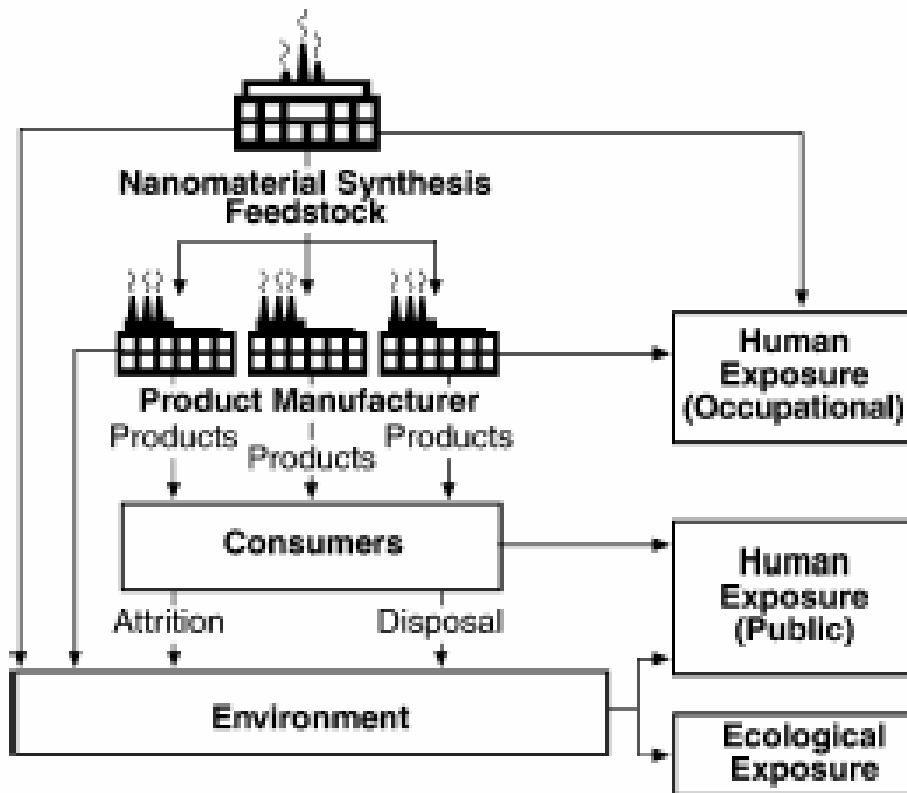 Nanomaterial Synthesis
Feedstock
Product Manufacturer
Products
Products
Products
Human
Exposure
(Occupational)
Consumers
Human
Exposure
(Public)
Attrition
Disposal
Environment
Ecological
Exposure